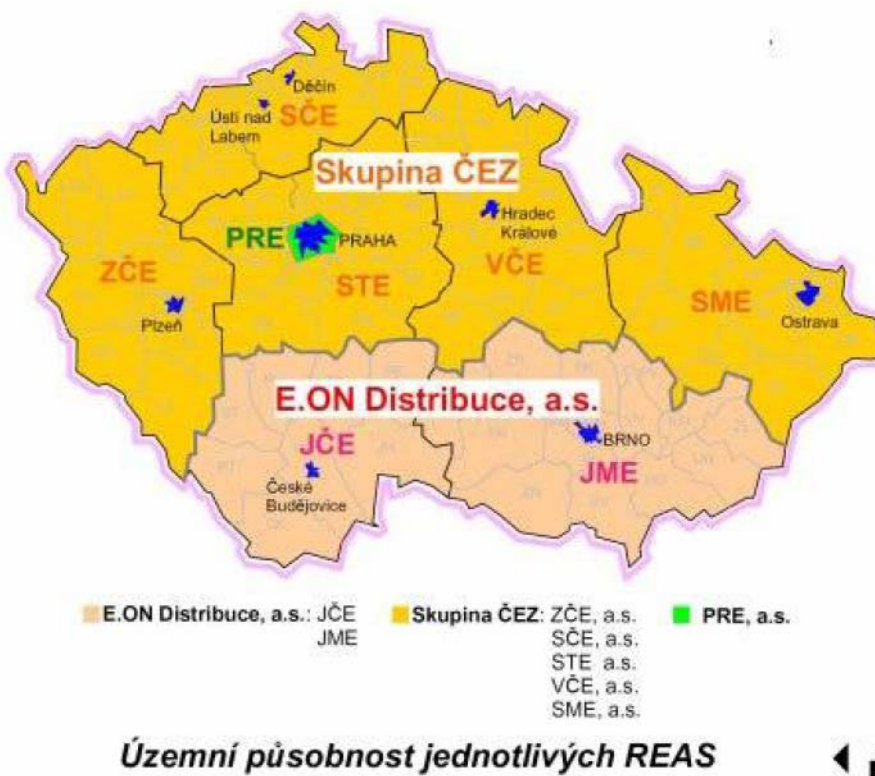 Děčín
Ústí nad
Labem
SČE
Skupina ČEZ
Hradec
Králové
PRE
PRAHA
VČE
ZČE
STE
SME
Plzeň
Ostrava
E.ON Distribuce, a.s.
BRNO
JČE
JME
České
Budějovice
E.ON Distribuce, a.s.: JČE
JME
Skupina ČEZ: ZČE, a.s.
SČE, a.s.
STE a.s.
VČE, a.s.
SME, a.s.
PRE, a.s.
Územní působnost jednotlivých REAS